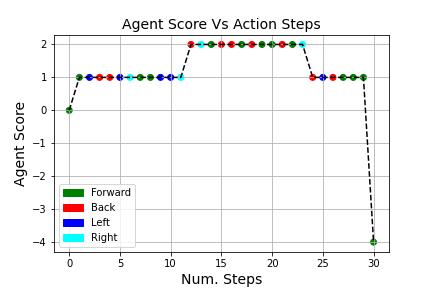 Agent Score Vs Action Steps
2
1
0
−1
−2
−3
−4
Agent Score
Forward
Back
Left
Right
0 5 10 15 20 25 30
Num. Steps